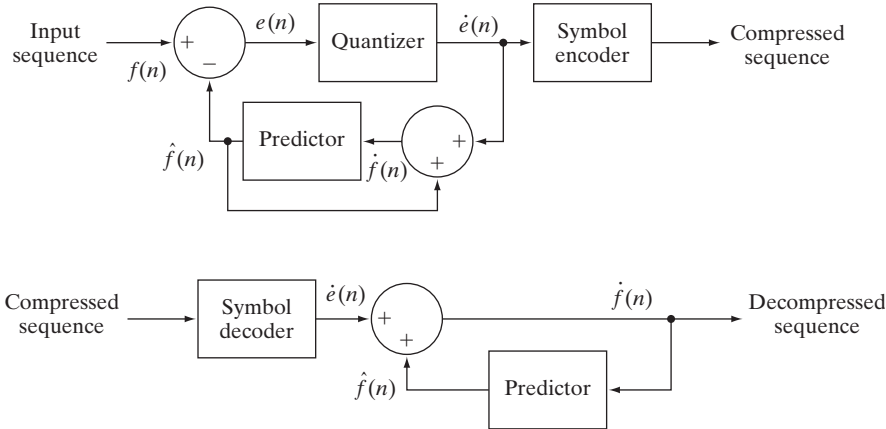 Input
sequence
f(n)
+
−
e(n)
Quantizer
ė(n)
Symbol
encoder
Compressed
sequence
f̂(n)
Predictor
ḟ(n)
+
+
Compressed
sequence
Symbol
decoder
ė(n)
+
+
ḟ(n)
Decompressed
sequence
f̂(n)
Predictor